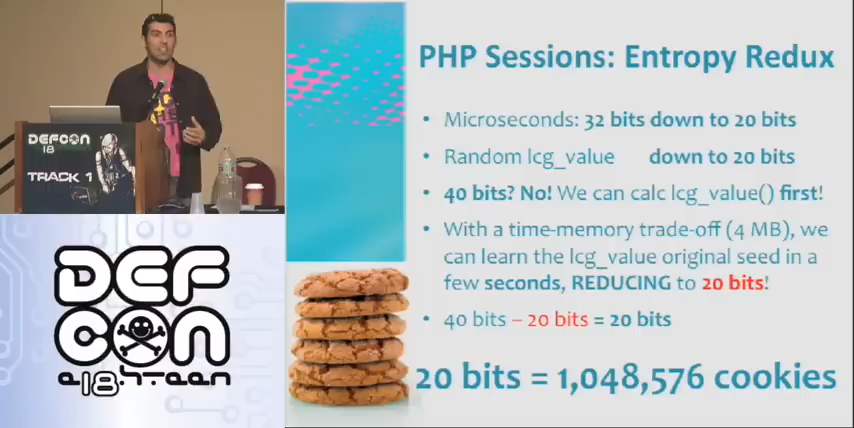 DEFCON
18
TRACK 1
DEF
CON
e18hteen
PHP Sessions: Entropy Redux
• Microseconds: 32 bits down to 20 bits
• Random lcg_value down to 20 bits
• 40 bits? No! We can calc lcg_value() first!
• With a time-memory trade-off (4 MB), we
can learn the lcg_value original seed in a
few seconds, REDUCING to 20 bits!
• 40 bits – 20 bits = 20 bits
20 bits = 1,048,576 cookies